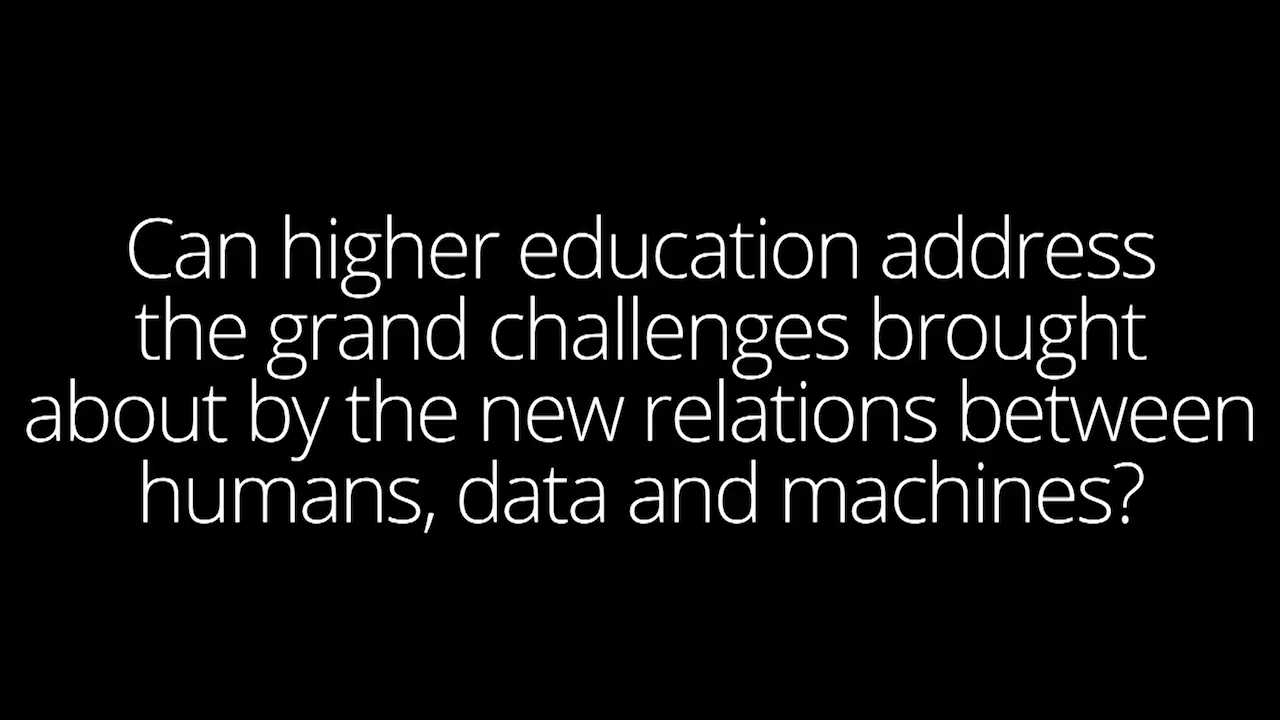 Can higher education address
the grand challenges brought
about by the new relations between
humans, data and machines?